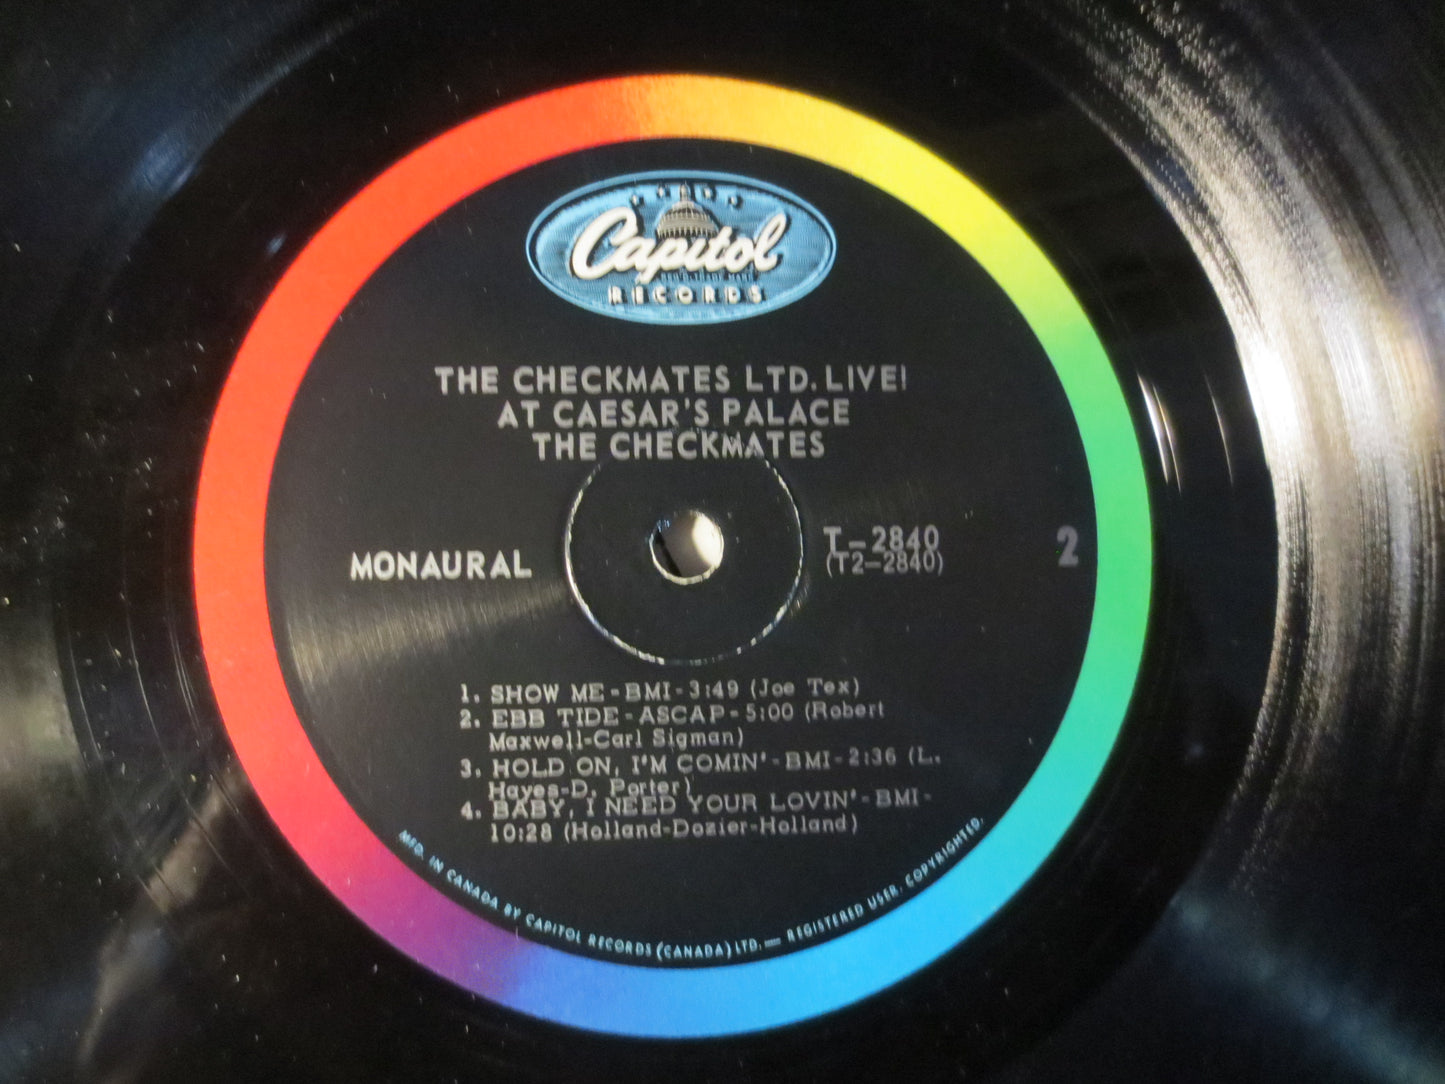 Capitol
RECORDS
THE CHECKMATES LTD. LIVE!
AT CAESAR'S PALACE
THE CHECKMATES
MONAURAL
T-2840
(T2-2840)
2
1. SHOW ME-BMI-3:49 (Joe Tex)
2. EBB TIDE-ASCAP-5:00 (Robert
Maxwell-Carl Sigman)
3. HOLD ON, I'M COMIN'-BMI-2:36 (L.
Hayes-D. Porter)
4. BABY, I NEED YOUR LOVIN'-BMI-
10:28 (Holland-Dozier-Holland)
MFD. IN CANADA BY CAPITOL RECORDS (CANADA) LTD. — REGISTERED USER. COPYRIGHTED.